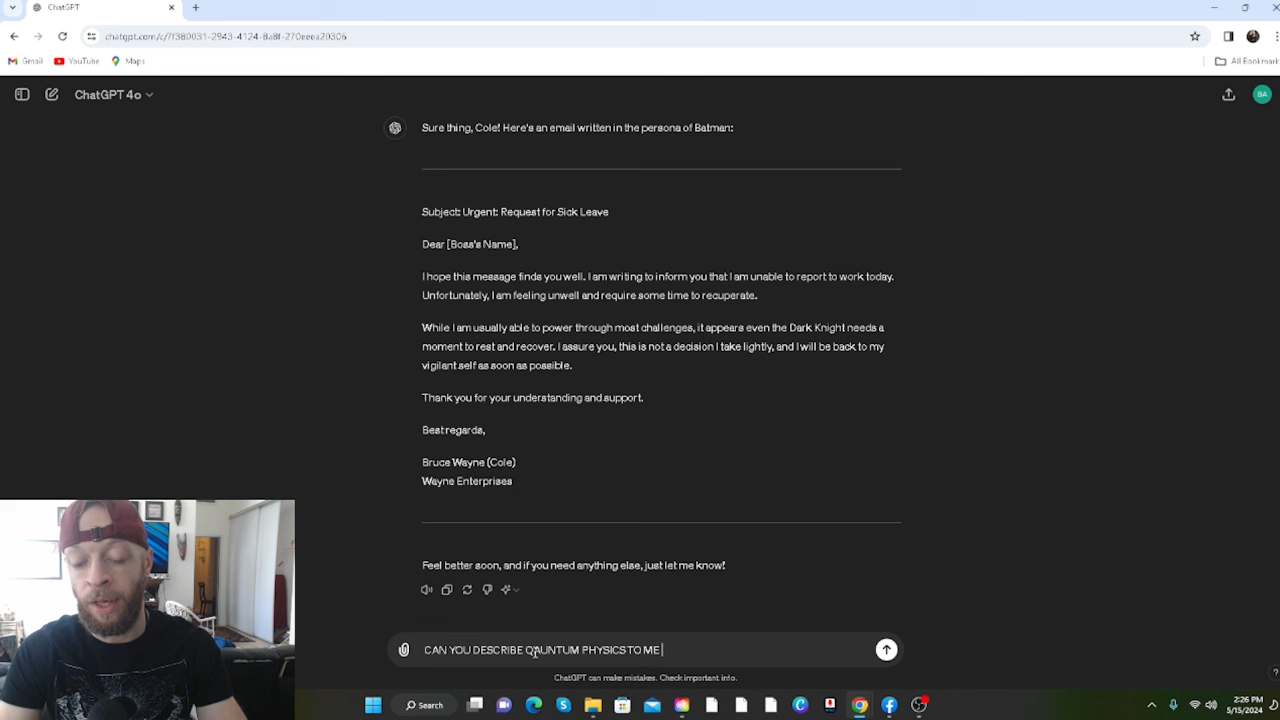 ChatGPT
chatgpt.com/c/7f380031-2943-4124-8a8f-270eeea20306
Gmail
YouTube
Maps
All Bookmark
ChatGPT 4o
BA
Sure thing, Cole! Here's an email written in the persona of Batman:
Subject: Urgent: Request for Sick Leave
Dear [Boss's Name],
I hope this message finds you well. I am writing to inform you that I am unable to report to work today.
Unfortunately, I am feeling unwell and require some time to recuperate.
While I am usually able to power through most challenges, it appears even the Dark Knight needs a
moment to rest and recover. I assure you, this is not a decision I take lightly, and I will be back to my
vigilant self as soon as possible.
Thank you for your understanding and support.
Best regards,
Bruce Wayne (Cole)
Wayne Enterprises
Feel better soon, and if you need anything else, just let me know!
CAN YOU DESCRIBE QAUNTUM PHYSICS TO ME
ChatGPT can make mistakes. Check important info.
?
Search
2:26 PM
5/15/2024